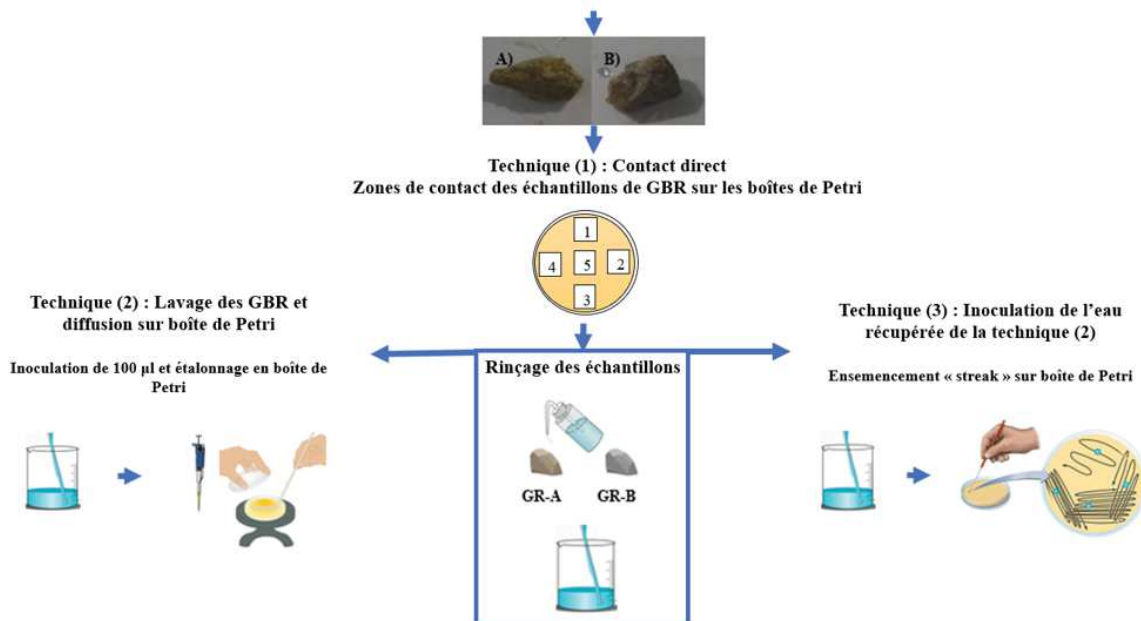 A)
B)
Technique (1) : Contact direct
Zones de contact des échantillons de GBR sur les boîtes de Petri
1
4
5
2
3
Technique (2) : Lavage des GBR et
diffusion sur boîte de Petri
Inoculation de 100 µl et étalonnage en boîte de
Petri
Rinçage des échantillons
GR-A
GR-B
Technique (3) : Inoculation de l’eau
récupérée de la technique (2)
Ensemencement « streak » sur boîte de Petri